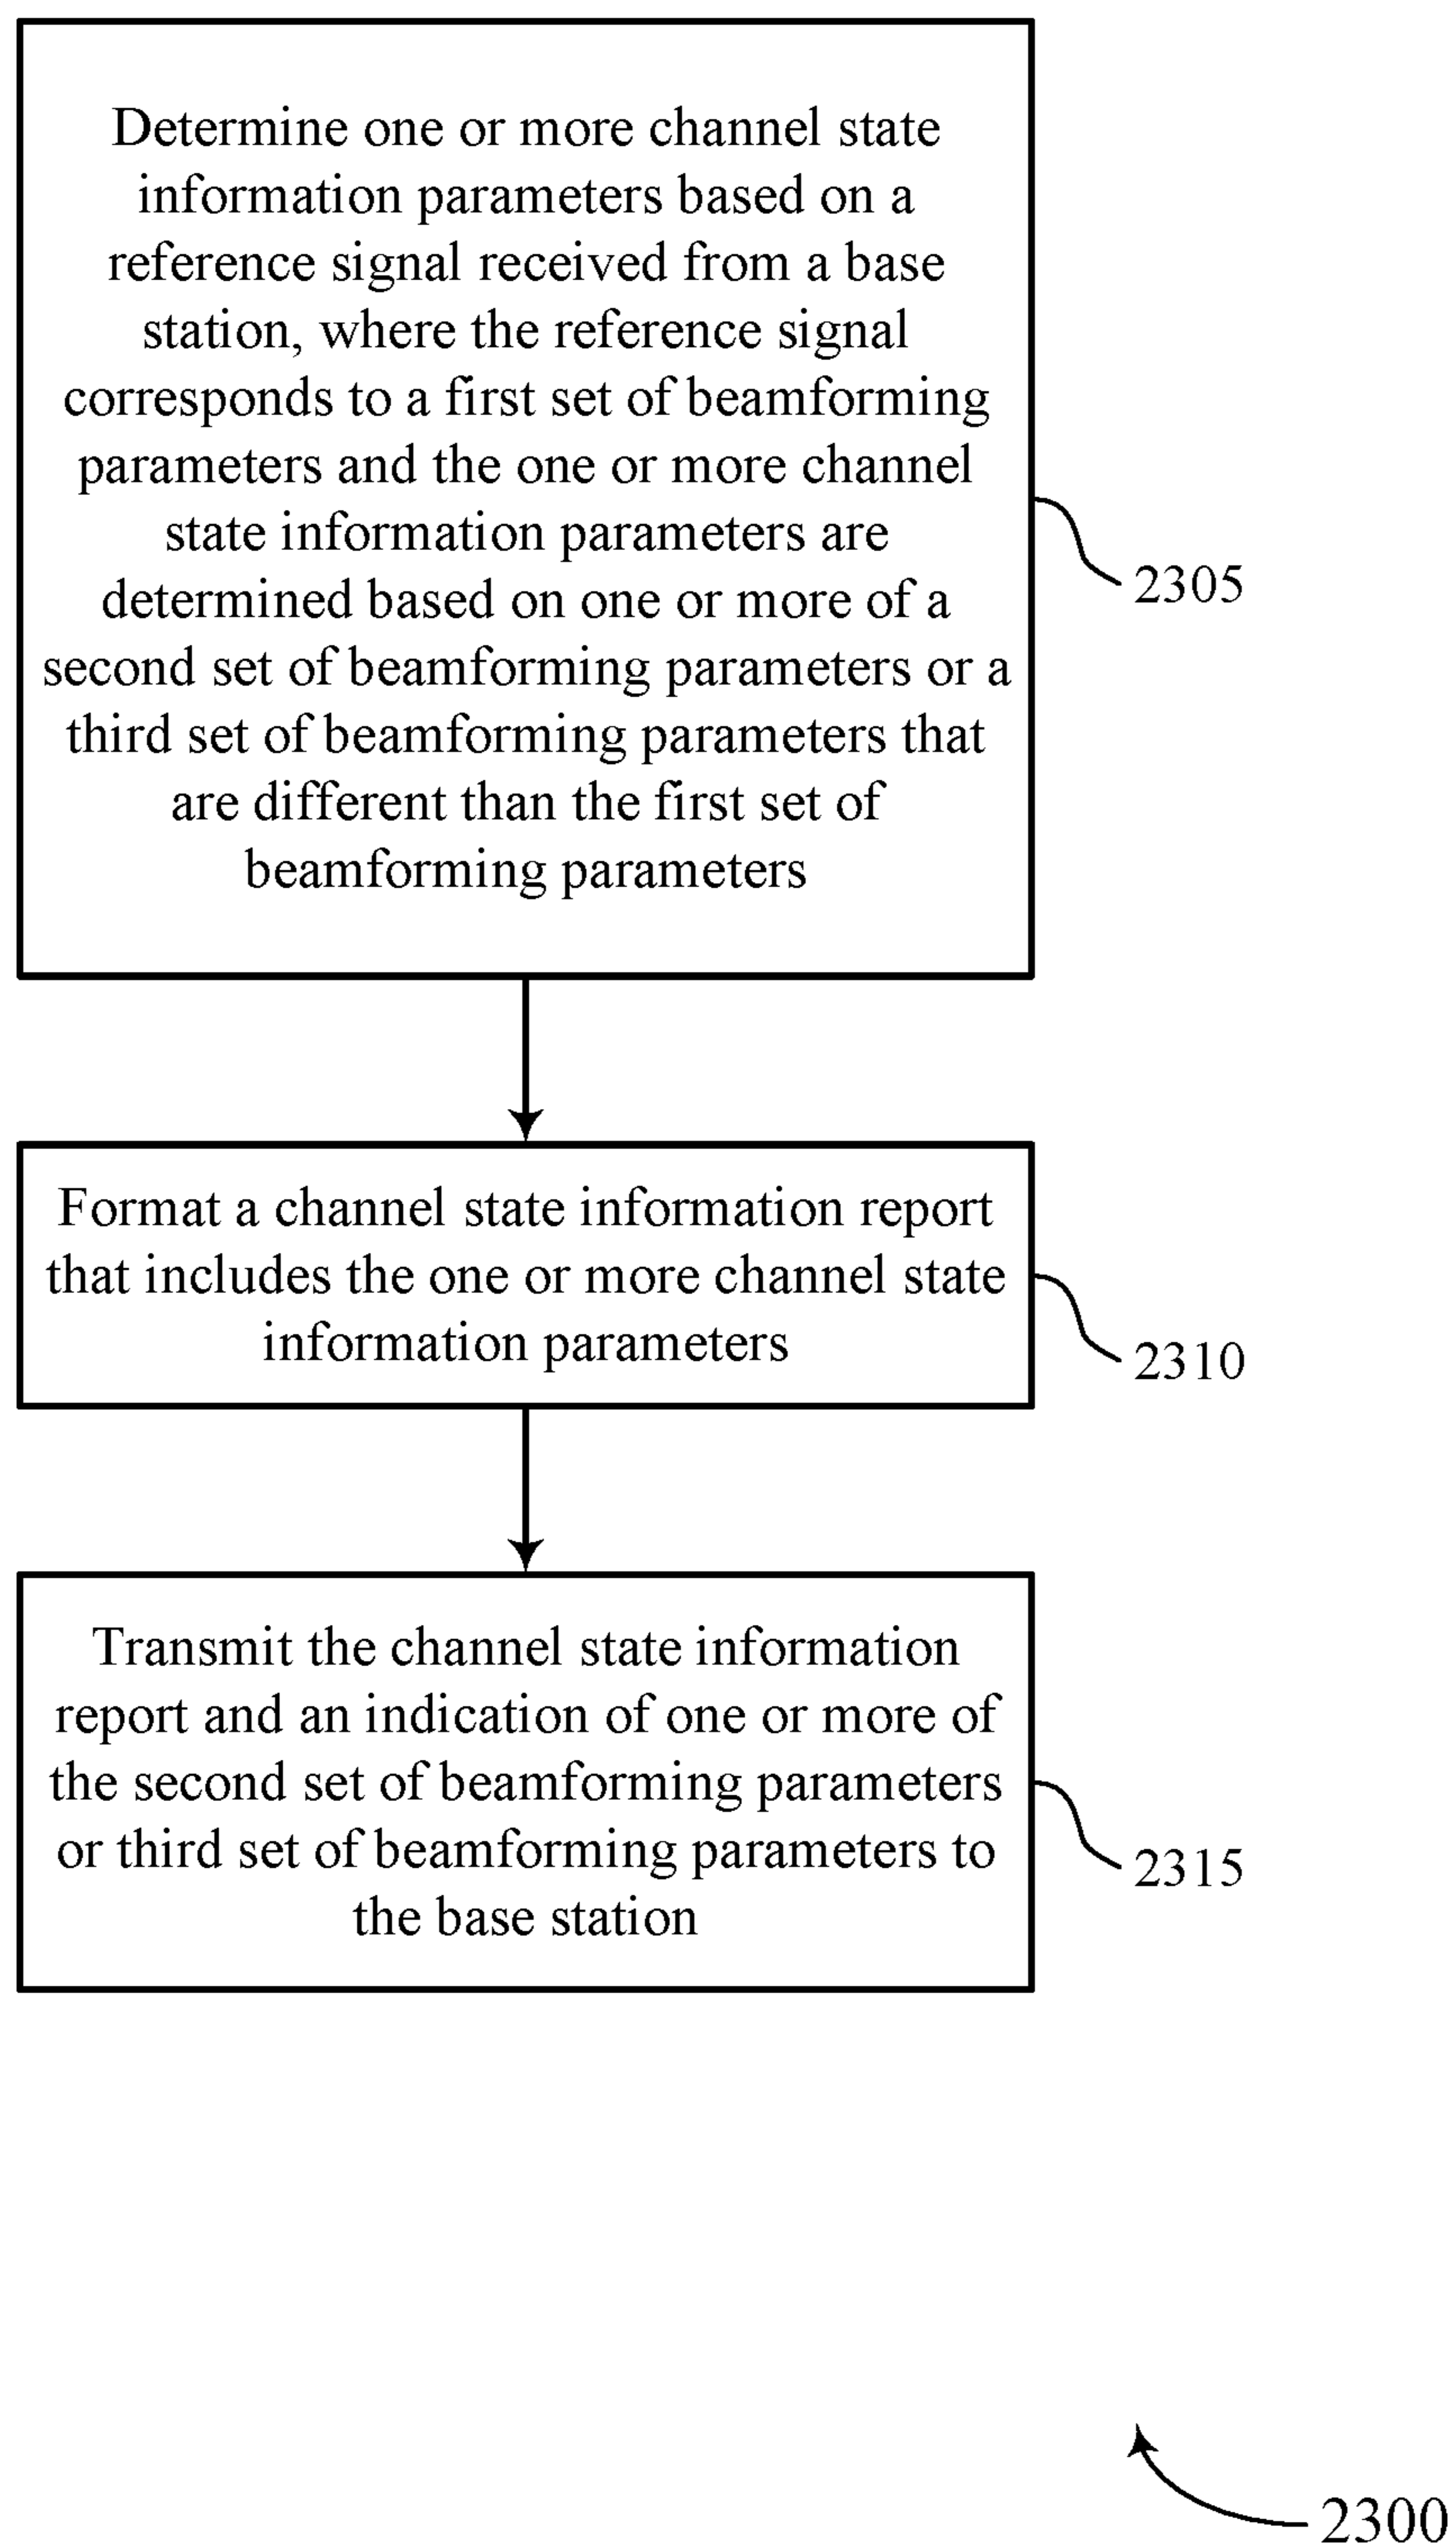 Determine one or more channel state
information parameters based on a
reference signal received from a base
station, where the reference signal
corresponds to a first set of beamforming
parameters and the one or more channel
state information parameters are
determined based on one or more of a
second set of beamforming parameters or a
third set of beamforming parameters that
are different than the first set of
beamforming parameters
2305
Format a channel state information report
that includes the one or more channel state
information parameters
2310
Transmit the channel state information
report and an indication of one or more of
the second set of beamforming parameters
or third set of beamforming parameters to
the base station
2315
2300